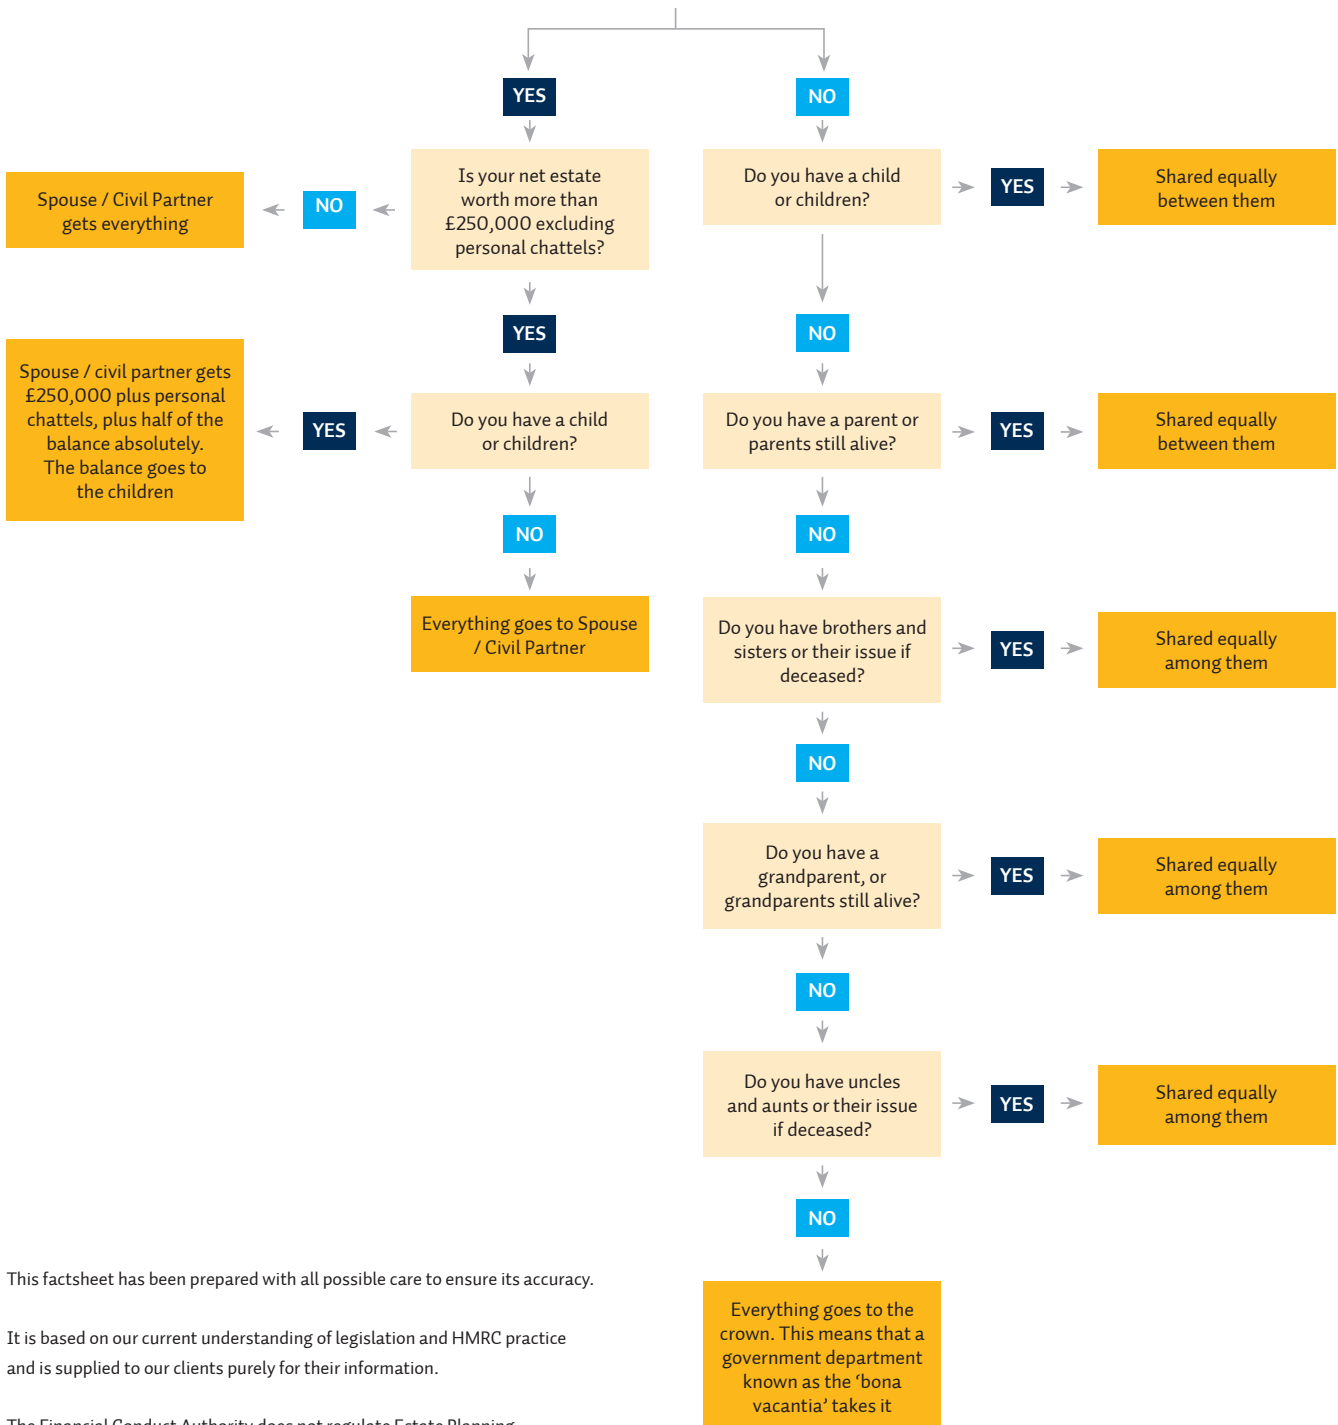 YES
NO
Is your net estate
worth more than
£250,000 excluding
personal chattels?
NO
Spouse / Civil Partner
gets everything
YES
Do you have a child
or children?
YES
Spouse / civil partner gets
£250,000 plus personal
chattels, plus half of the
balance absolutely.
The balance goes to
the children
NO
Everything goes to Spouse
/ Civil Partner
Do you have a child
or children?
YES
Shared equally
between them
NO
Do you have a parent or
parents still alive?
YES
Shared equally
between them
NO
Do you have brothers and
sisters or their issue if
deceased?
YES
Shared equally
among them
NO
Do you have a
grandparent, or
grandparents still alive?
YES
Shared equally
among them
NO
Do you have uncles
and aunts or their issue
if deceased?
YES
Shared equally
among them
NO
Everything goes to the
crown. This means that a
government department
known as the ‘bona
vacantia’ takes it
This factsheet has been prepared with all possible care to ensure its accuracy.
It is based on our current understanding of legislation and HMRC practice
and is supplied to our clients purely for their information.
The Financial Conduct Authority does not regulate Estate Planning